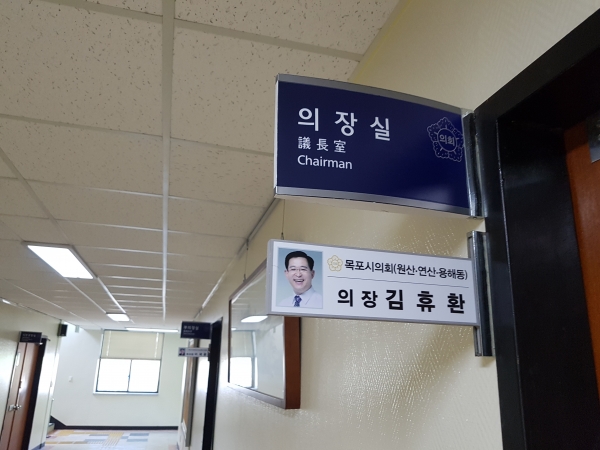 의장실
議長室
Chairman
의회
목포시의회(원산·연산·용해동)
의장 김휴환